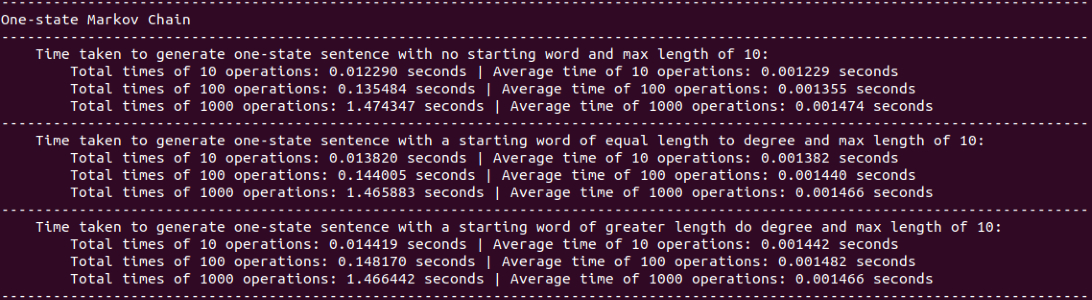 One-state Markov Chain
Time taken to generate one-state sentence with no starting word and max length of 10:
Total times of 10 operations: 0.012290 seconds | Average time of 10 operations: 0.001229 seconds
Total times of 100 operations: 0.135484 seconds | Average time of 100 operations: 0.001355 seconds
Total times of 1000 operations: 1.474347 seconds | Average time of 1000 operations: 0.001474 seconds
Time taken to generate one-state sentence with a starting word of equal length to degree and max length of 10:
Total times of 10 operations: 0.013820 seconds | Average time of 10 operations: 0.001382 seconds
Total times of 100 operations: 0.144005 seconds | Average time of 100 operations: 0.001440 seconds
Total times of 1000 operations: 1.465883 seconds | Average time of 1000 operations: 0.001466 seconds
Time taken to generate one-state sentence with a starting word of greater length do degree and max length of 10:
Total times of 10 operations: 0.014419 seconds | Average time of 10 operations: 0.001442 seconds
Total times of 100 operations: 0.148170 seconds | Average time of 100 operations: 0.001482 seconds
Total times of 1000 operations: 1.466442 seconds | Average time of 1000 operations: 0.001466 seconds